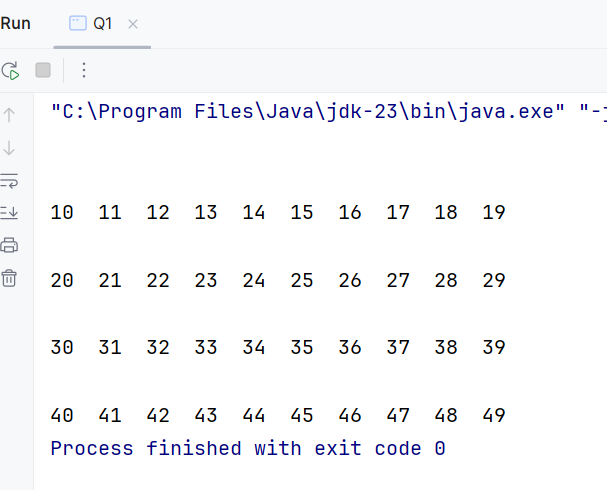 Run Q1
"C:\Program Files\Java\jdk-23\bin\java.exe" "-j
10 11 12 13 14 15 16 17 18 19
20 21 22 23 24 25 26 27 28 29
30 31 32 33 34 35 36 37 38 39
40 41 42 43 44 45 46 47 48 49
Process finished with exit code 0